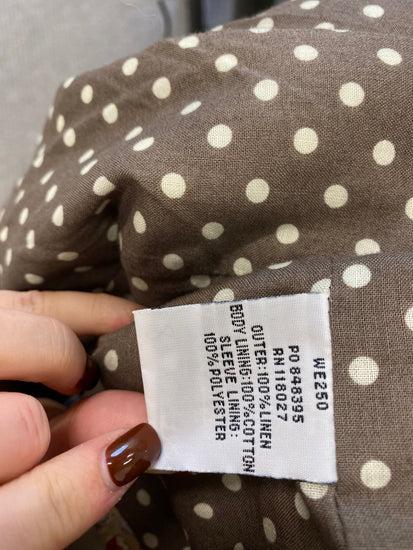 WE250
PO 848395
RN 118027
OUTER:100%LINEN
BODY LINING:100%COTTON
SLEEVE LINING:
100%POLYESTER